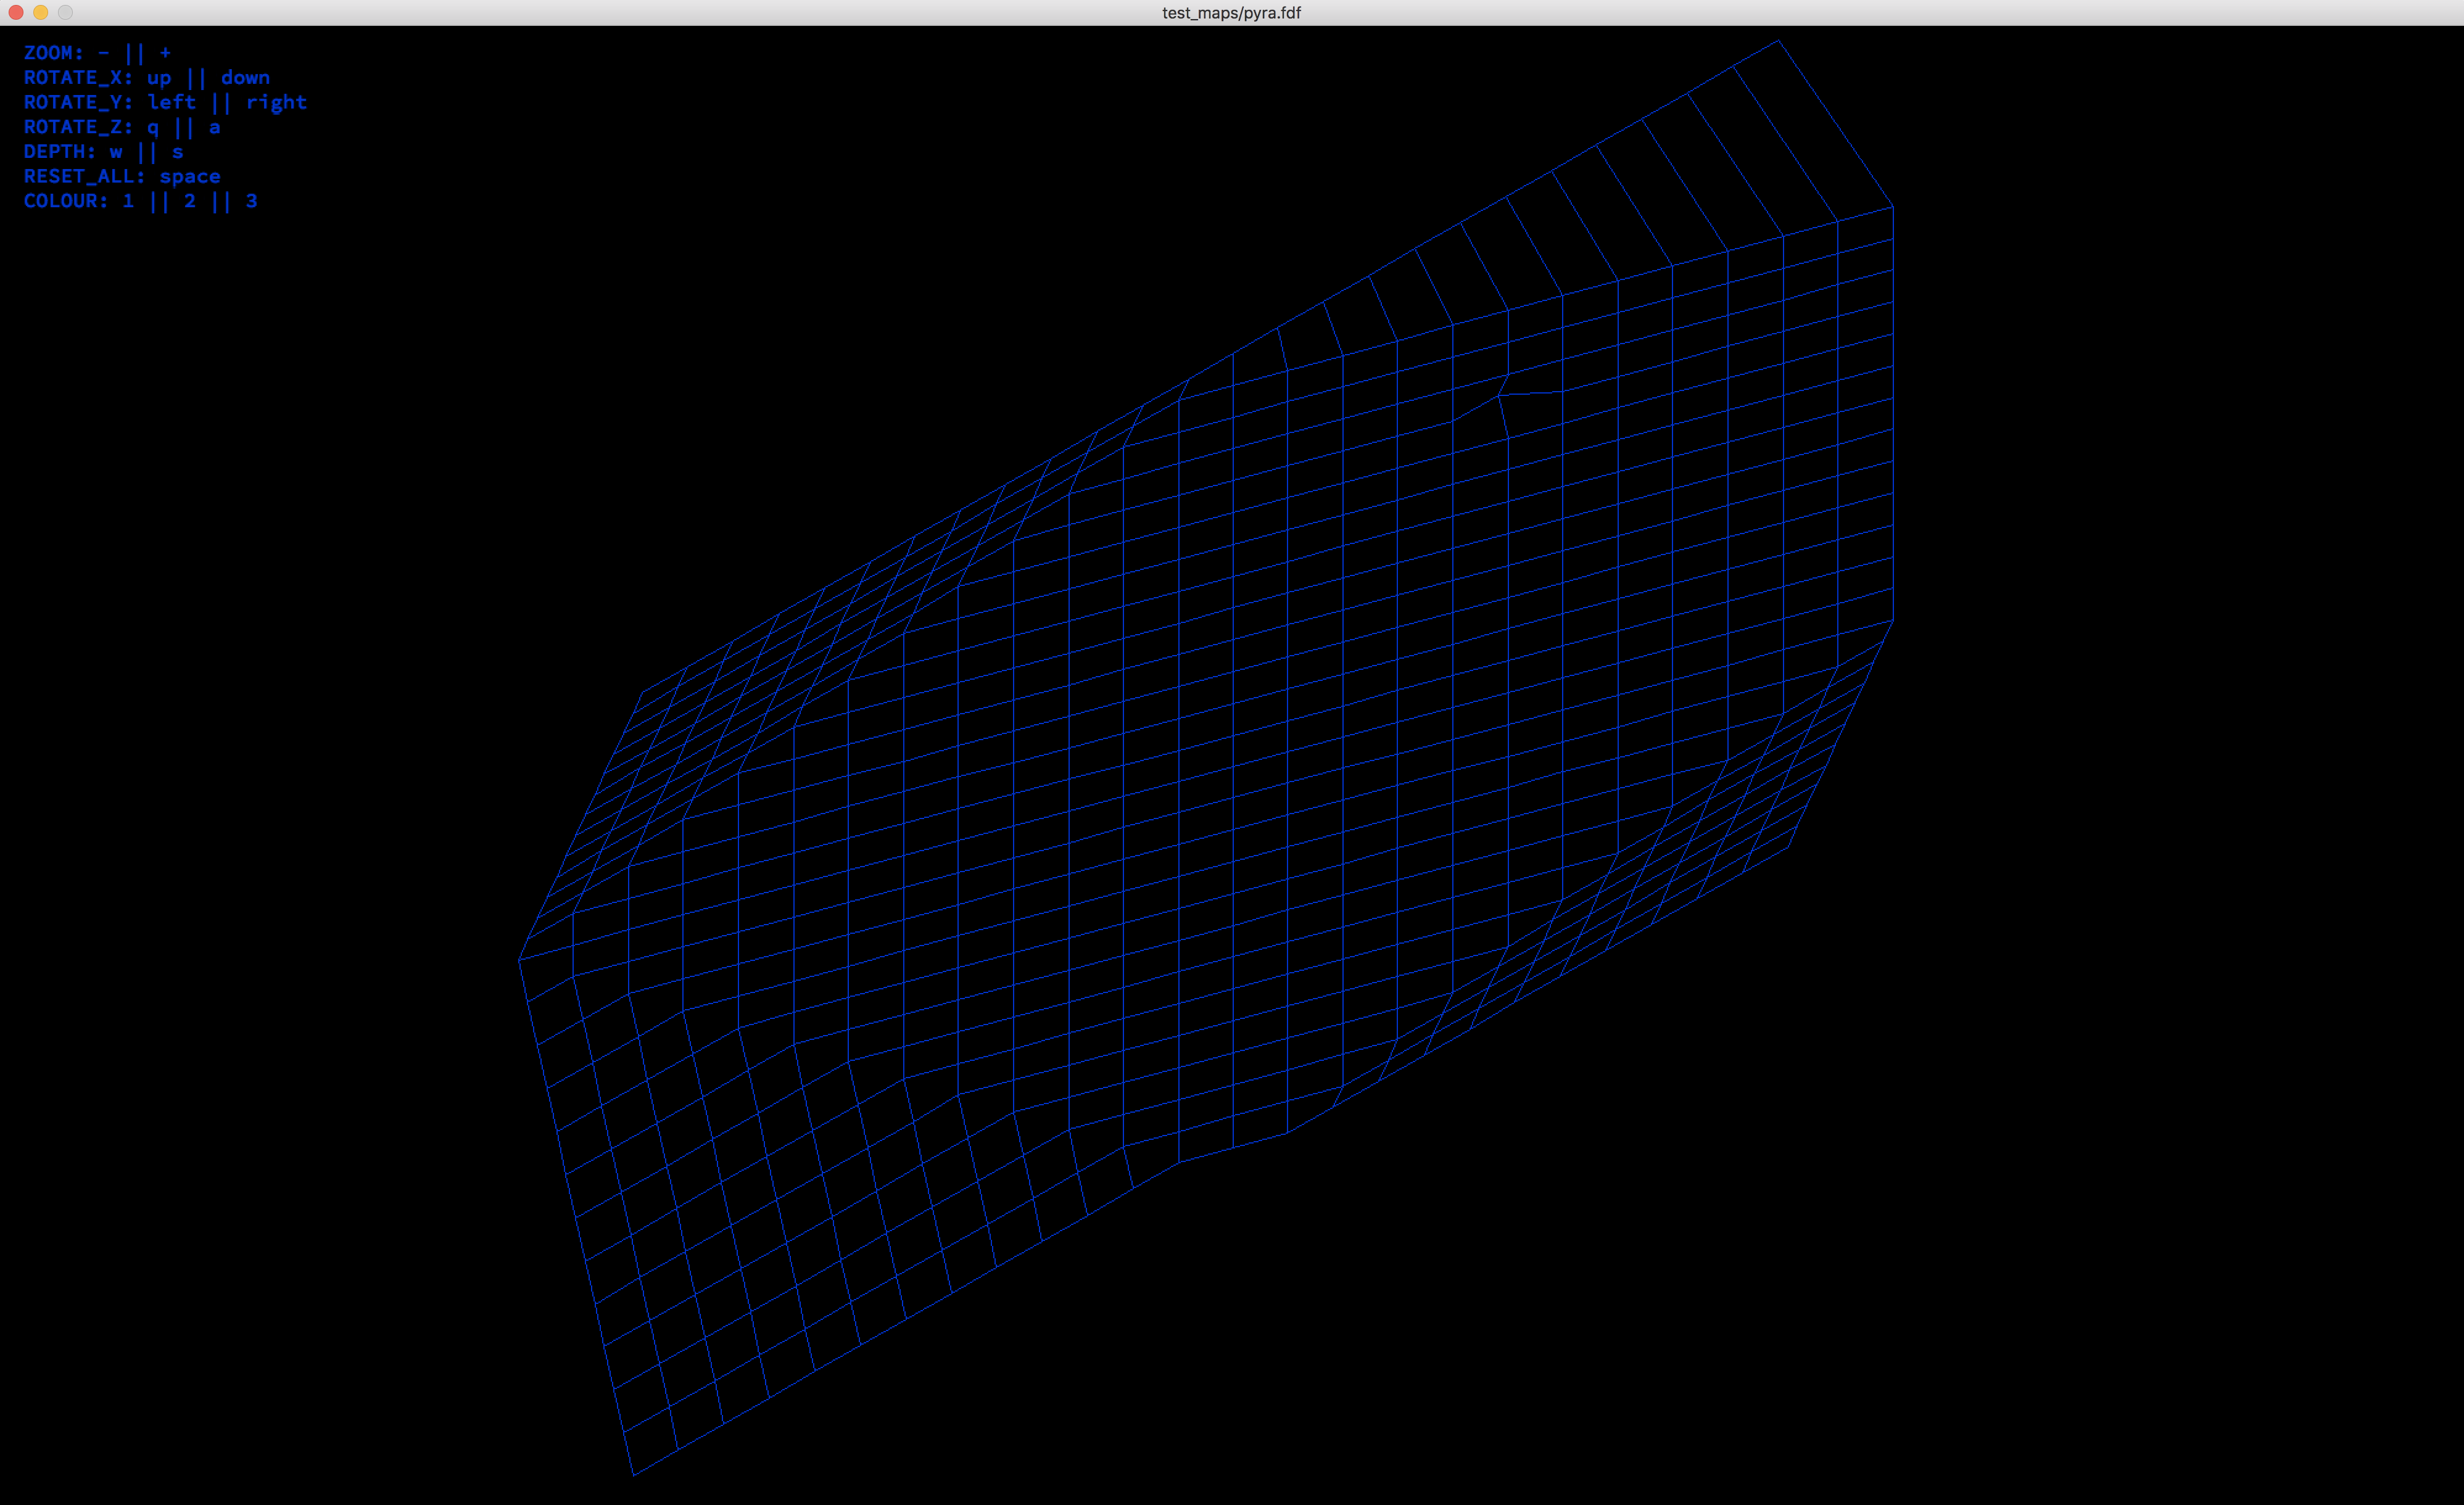 test_maps/pyra.fdf
ZOOM: - || +
ROTATE_X: up || down
ROTATE_Y: left || right
ROTATE_Z: q || a
DEPTH: w || s
RESET_ALL: space
COLOUR: 1 || 2 || 3